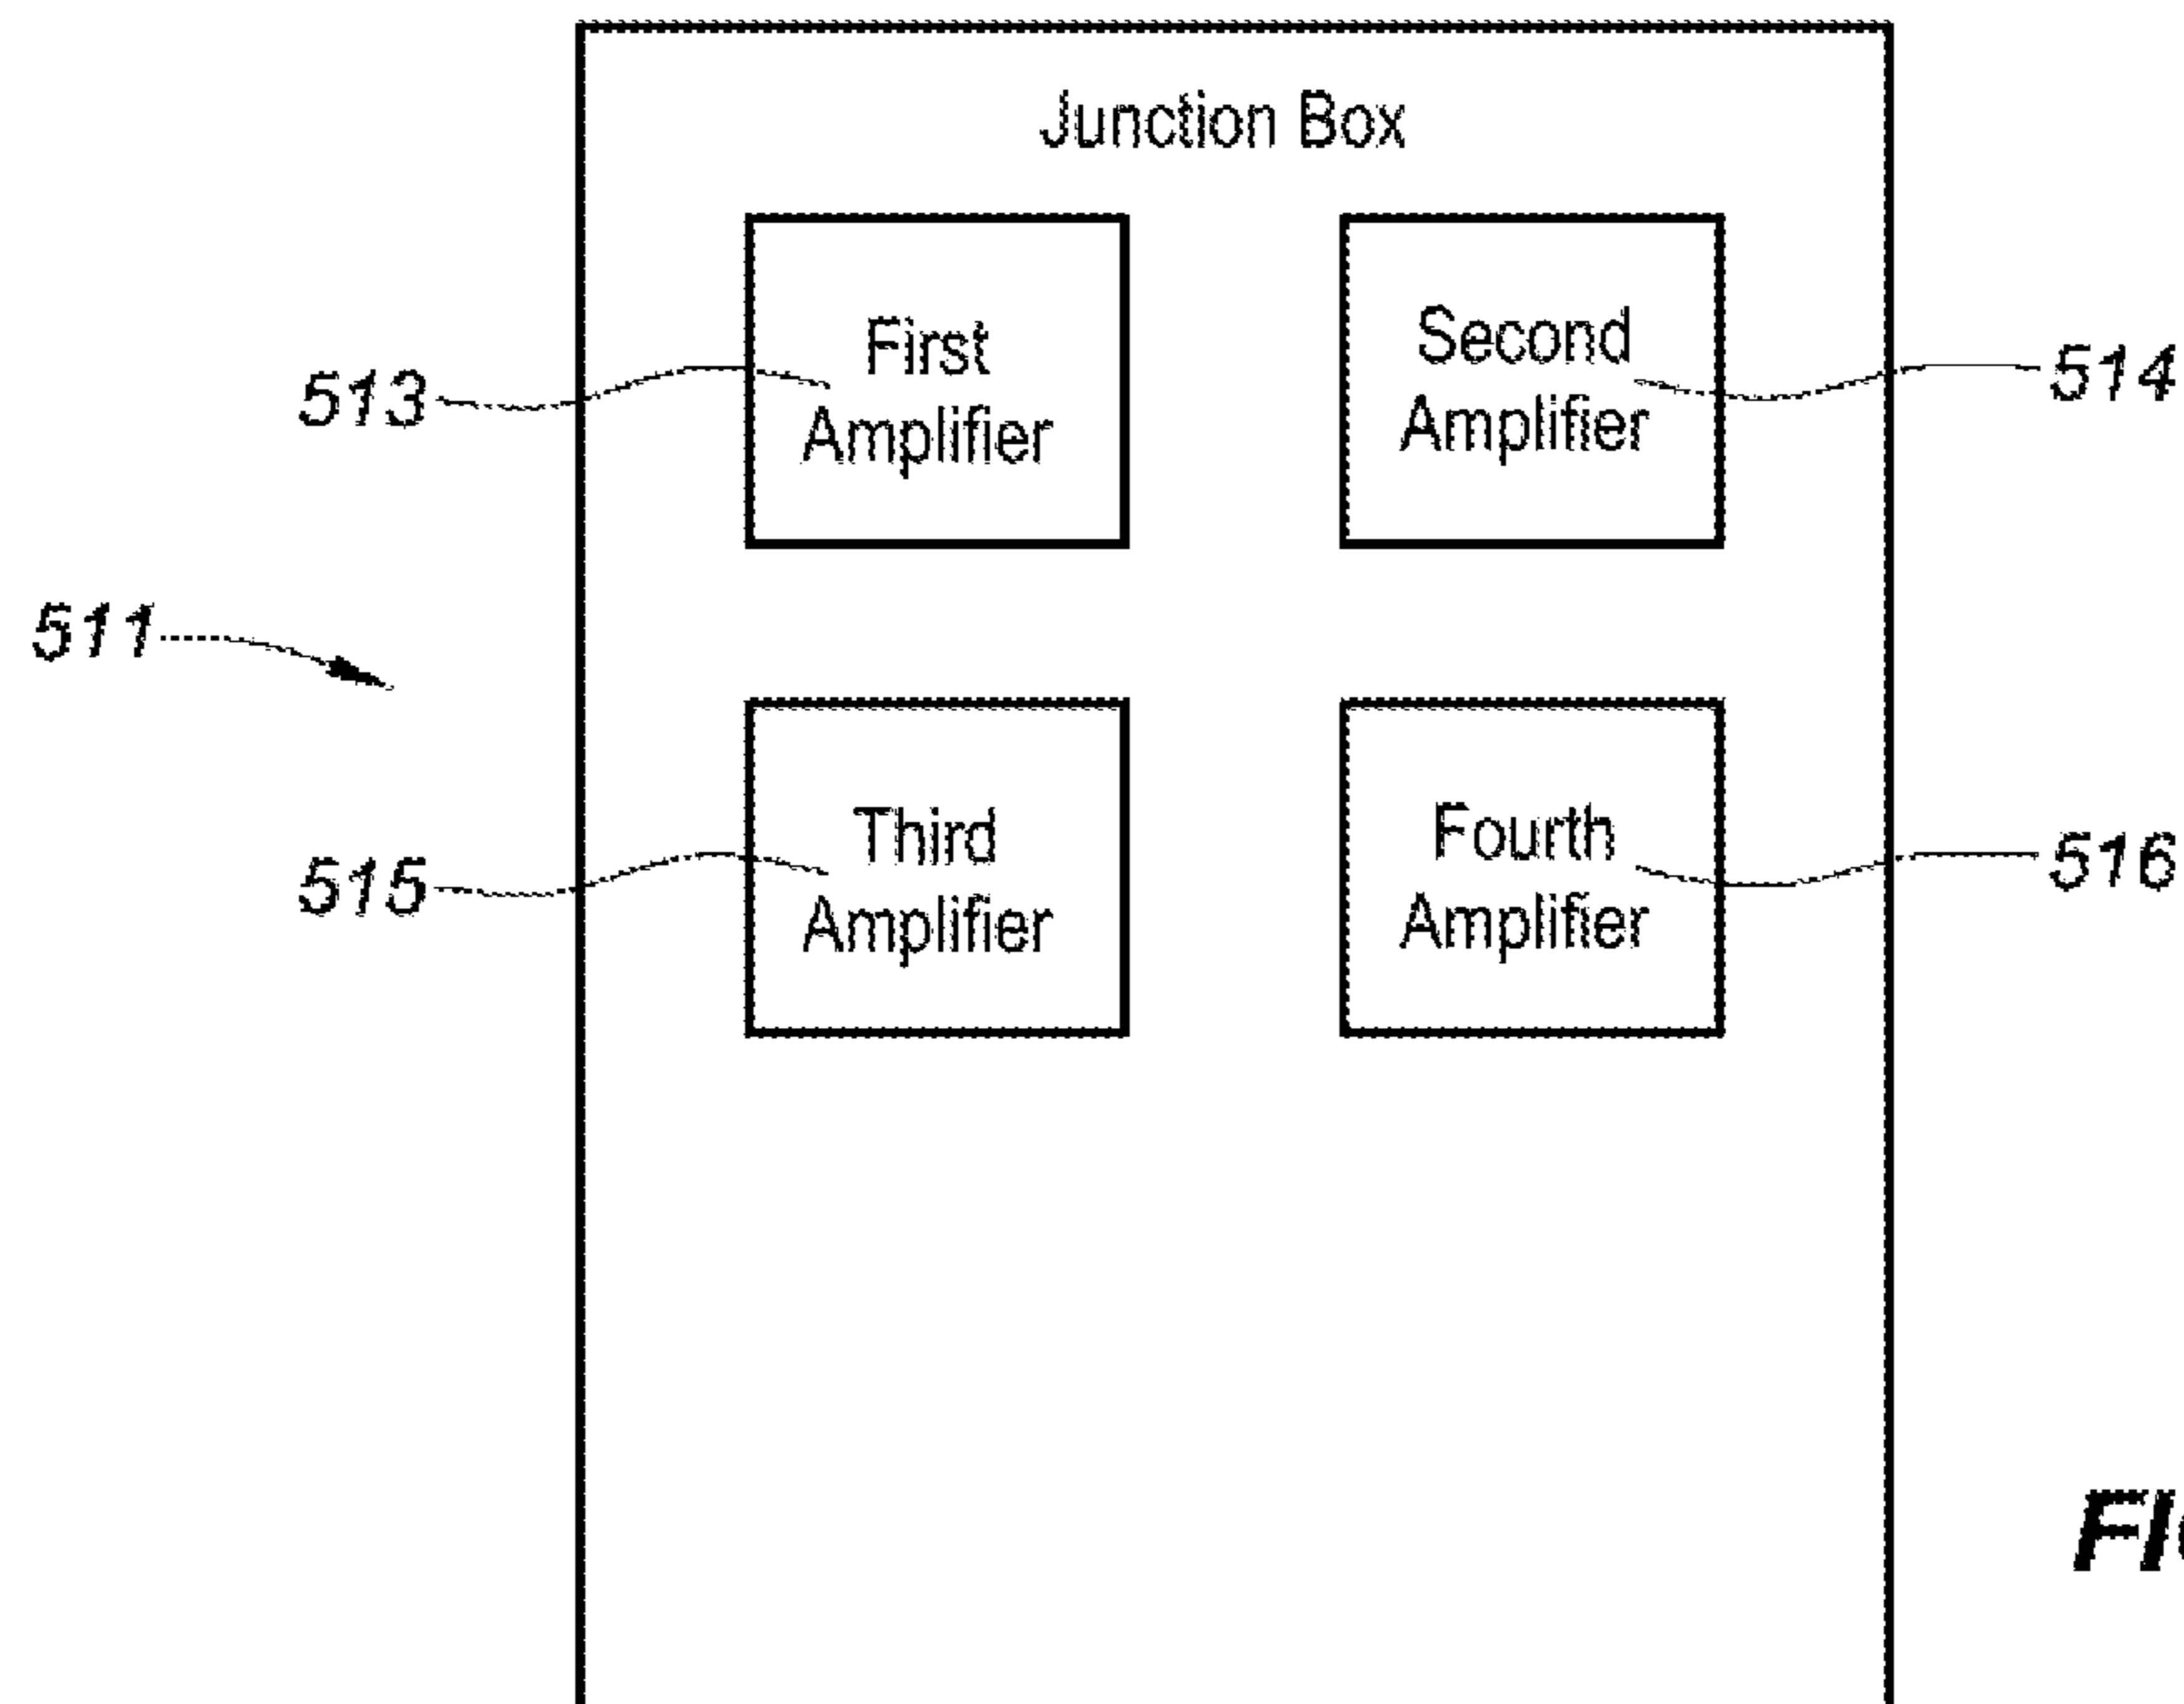 Junction Box
First
Amplifier
Second
Amplifier
513
514
511
Third
Amplifier
Fourth
Amplifier
515
516